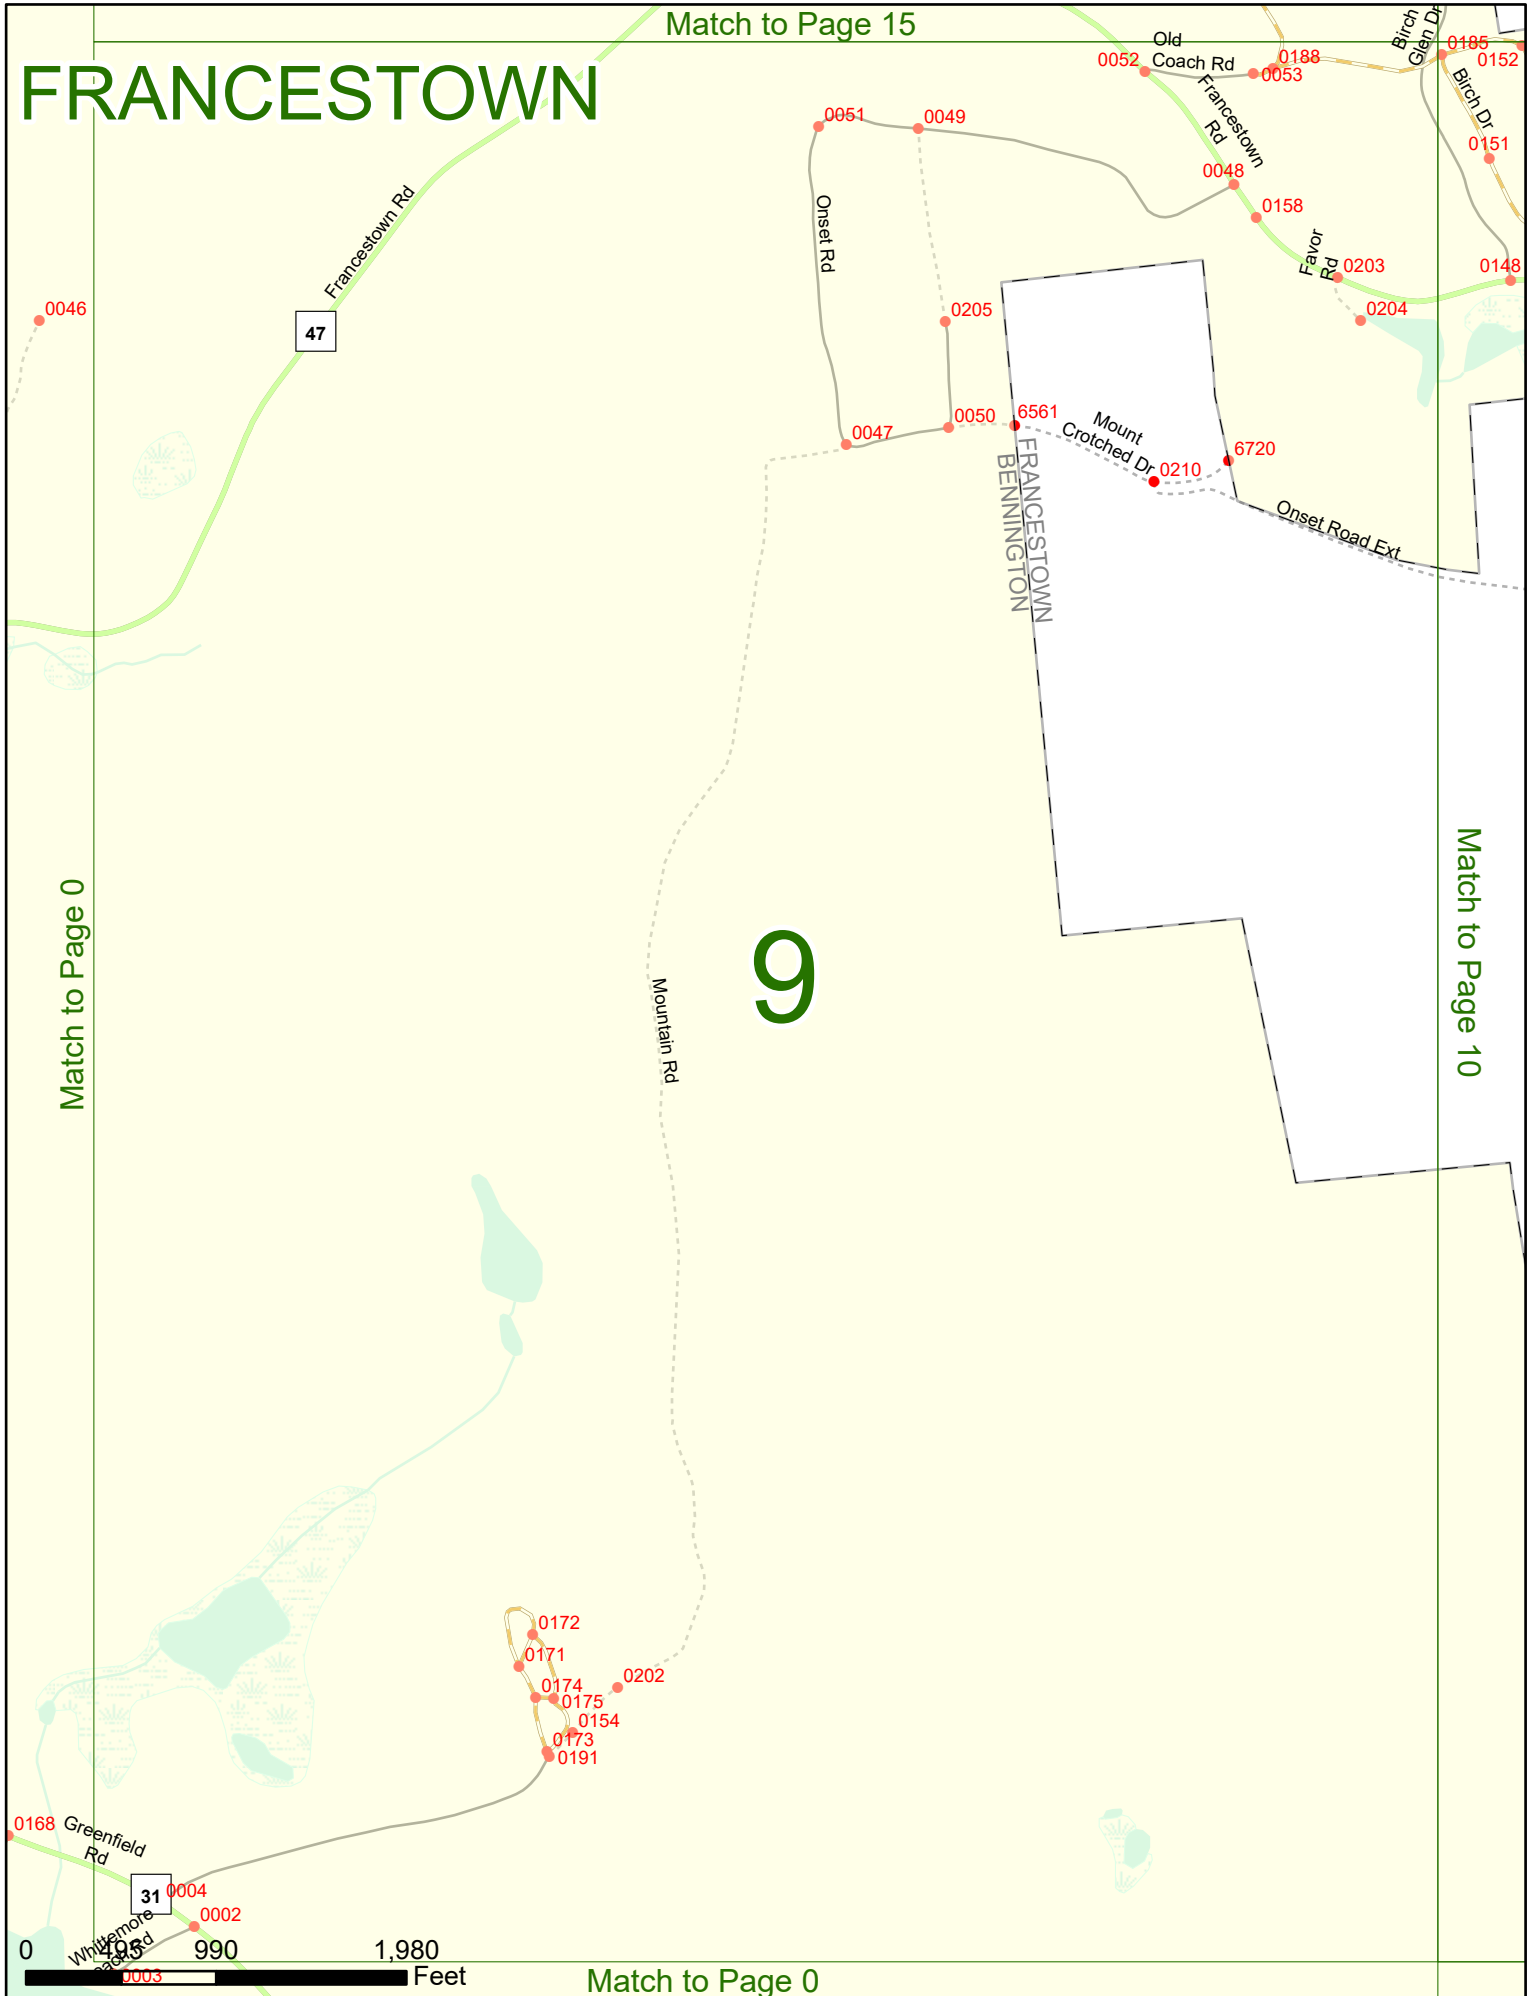 Match to Page 15
FRANCESTOWN
Old
Coach Rd
0052
0053
0188
Birch
Glen Dr
0185
0152
Birch Dr
0151
Francestown
Rd
0051
0049
0048
0158
Onset Rd
Francestown Rd
Favor
Rd
0203
0148
0204
0046
47
0205
0047
0050
6561
Mount
Crotched Dr
0210
6720
FRANCESTOWN
BENNINGTON
Onset Road Ext
Match to Page 0
9
Match to Page 10
Mountain Rd
0172
0171
0174
0175
0202
0154
0173
0191
0168
Greenfield
Rd
31
0004
0002
Whittemore
Rd
0003
0
495
990
1,980
Feet
Match to Page 0